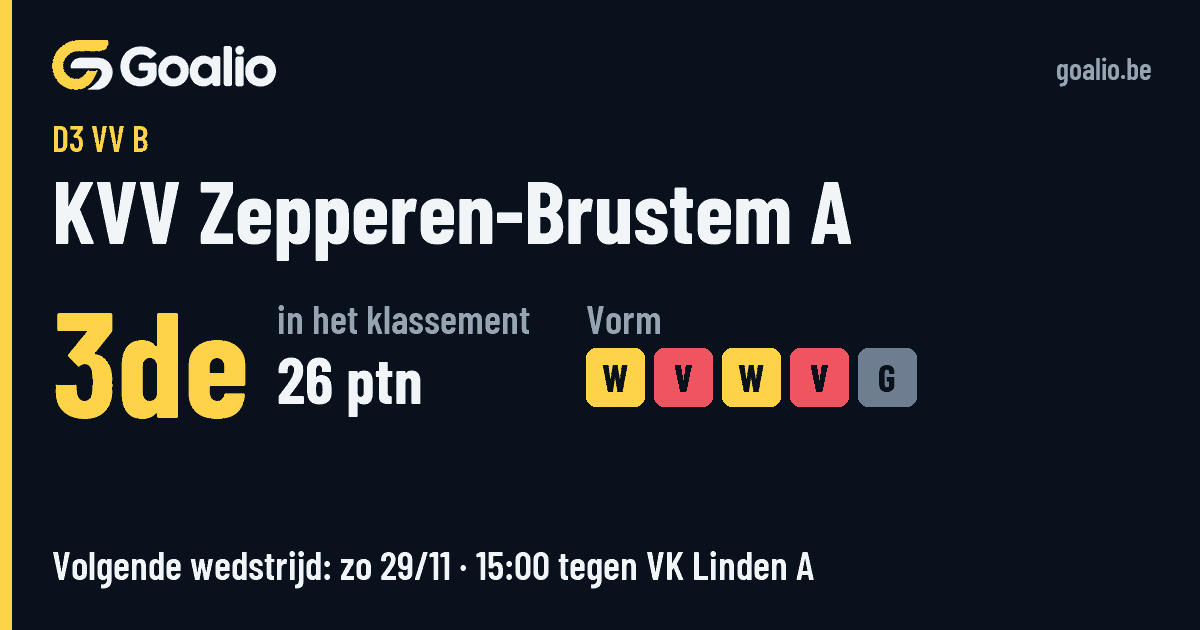 Goalio
goalio.be
D3 VV B
KVV Zepperen-Brustem A
3de
in het klassement
26 ptn
Vorm
W V W V G
Volgende wedstrijd: zo 29/11 · 15:00 tegen VK Linden A